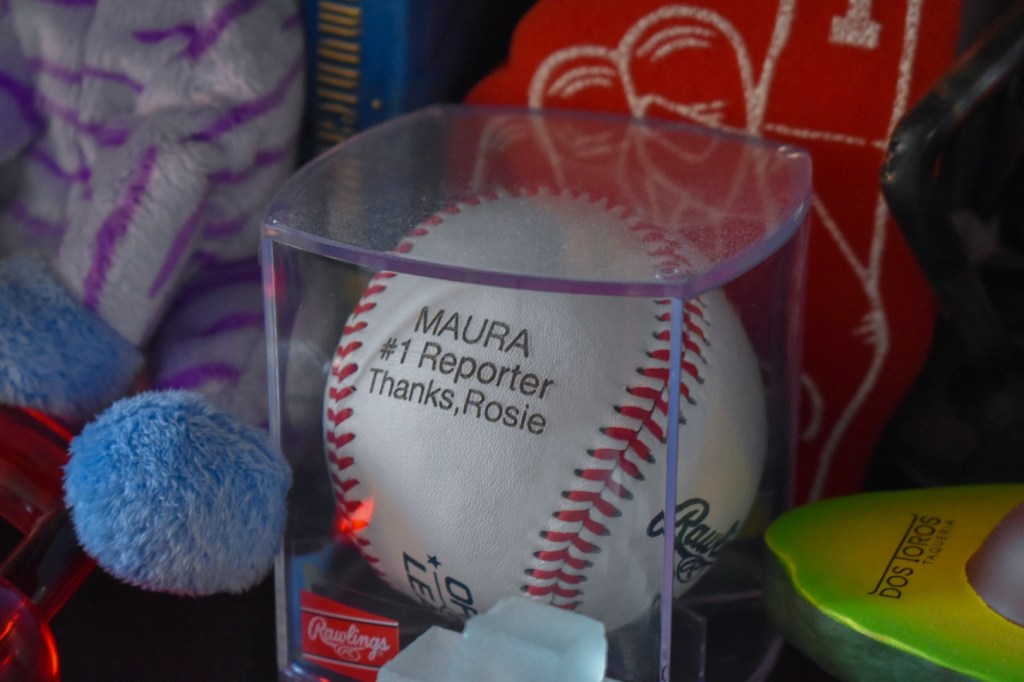 MAURA
#1 Reporter
Thanks,Rosie
Rawlings
DOS TOROS
TAQUERIA